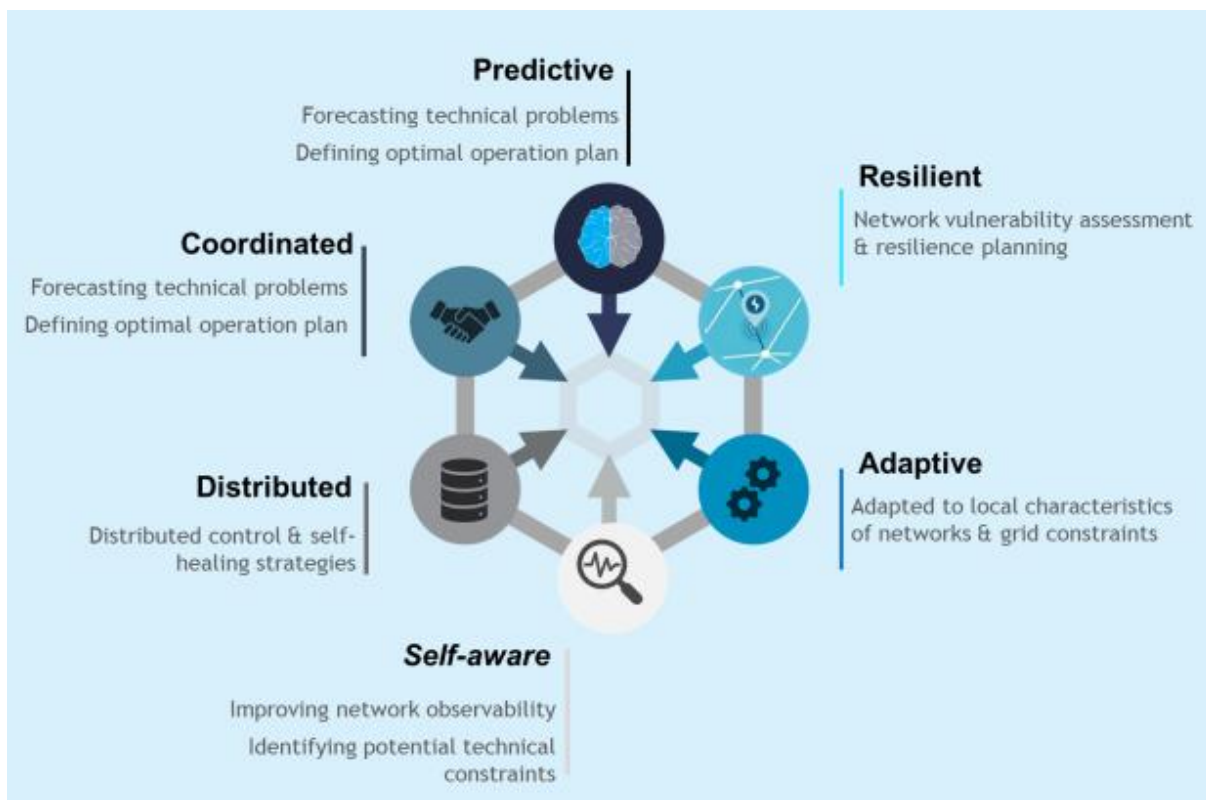 Predictive
Forecasting technical problems
Defining optimal operation plan
Resilient
Network vulnerability assessment
& resilience planning
Coordinated
Forecasting technical problems
Defining optimal operation plan
Adaptive
Adapted to local characteristics
of networks & grid constraints
Distributed
Distributed control & self-
healing strategies
Self-aware
Improving network observability
Identifying potential technical
constraints